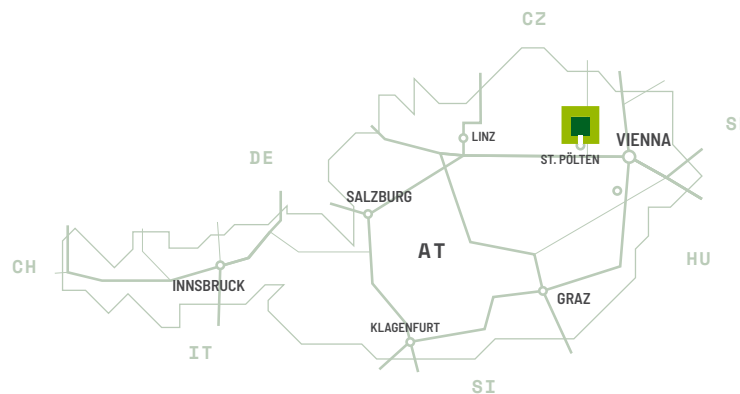 CZ
S
LINZ
VIENNA
ST. PÖLTEN
DE
SALZBURG
AT
CH
HU
INNSBRUCK
GRAZ
KLAGENFURT
IT
SI